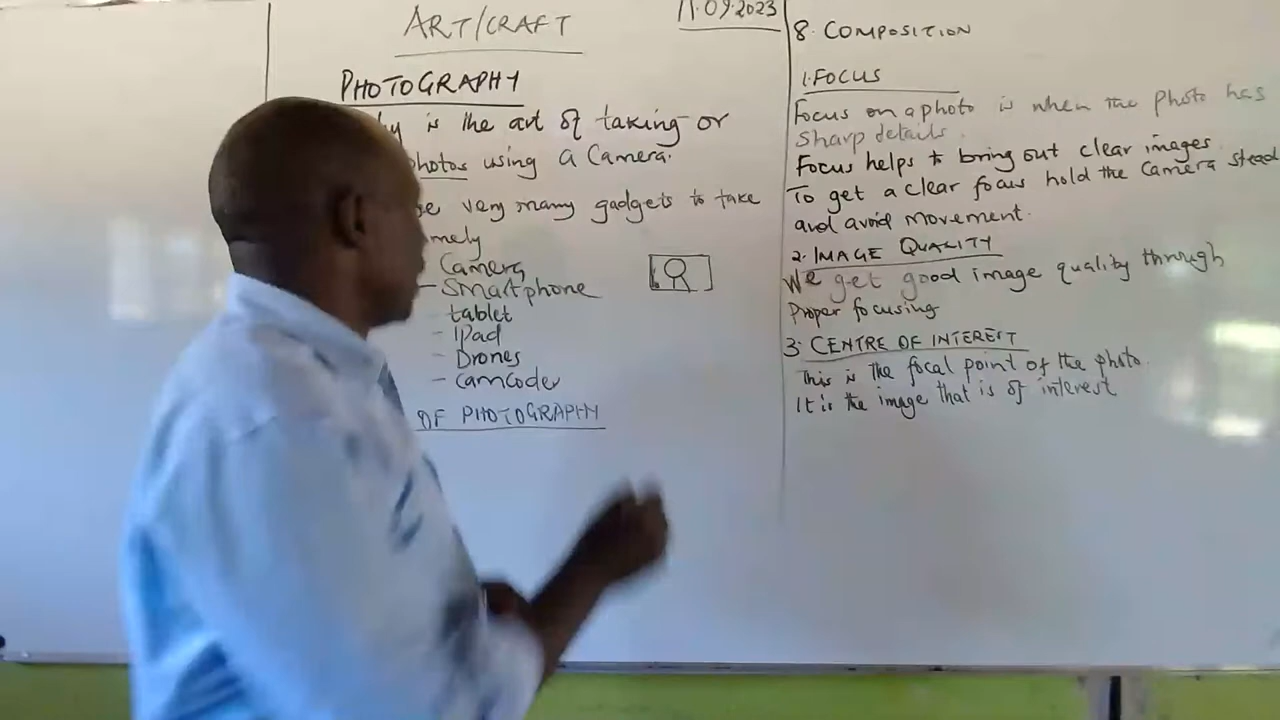 ART/CRAFT
11.09.2023
PHOTOGRAPHY
is the art of taking or
photos using a Camera.
very many gadgets to take
Camera
- Smartphone
- tablet
- IPad
- Drones
- Camcoder
OF PHOTOGRAPHY
8. COMPOSITION
1. FOCUS
Focus on a photo is when the photo has
sharp details.
Focus helps to bring out clear images.
To get a clear focus hold the Camera stead
and avoid movement.
2. IMAGE QUALITY
We get good image quality through
Proper focusing
3. CENTRE OF INTEREST
This is the focal point of the photo.
It is the image that is of interest